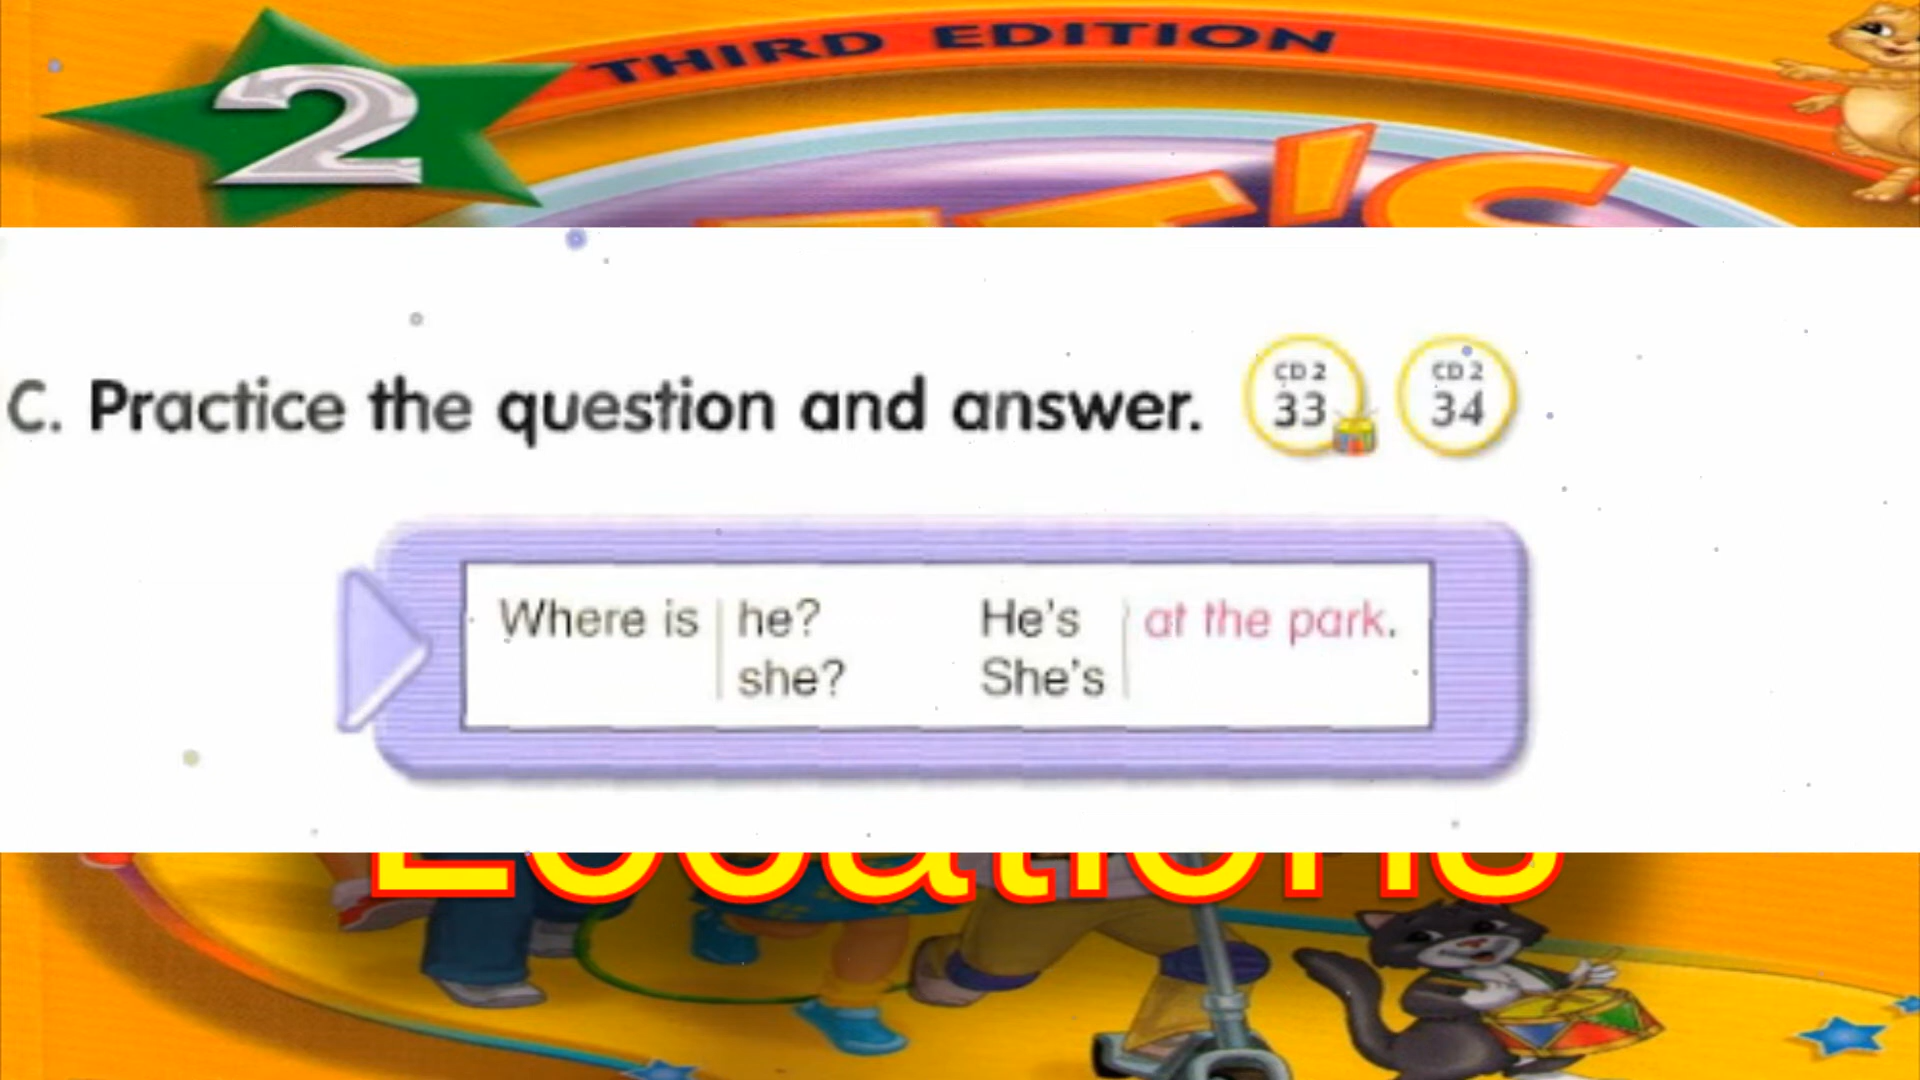 2
THIRD EDITION
C. Practice the question and answer.
CD 2
33
CD 2
34
Where is he? He's at the park.
she? She's
Locations